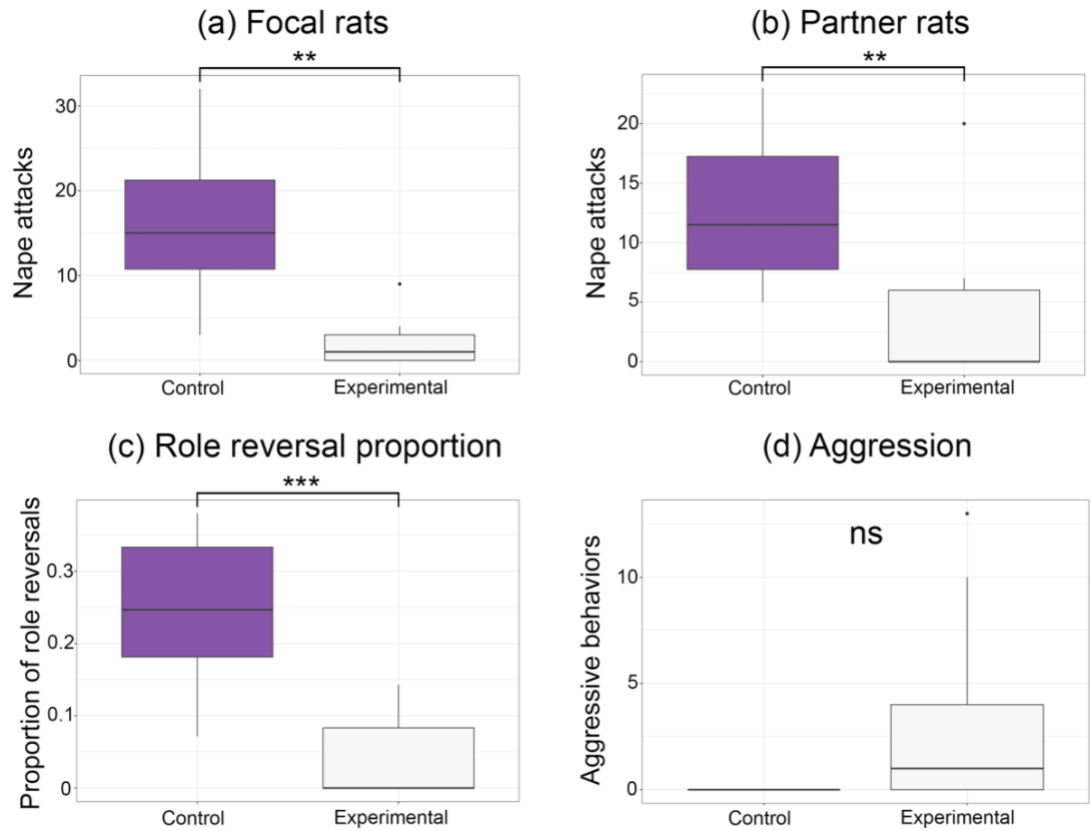 (a) Focal rats
**
Nape attacks
30
20
10
0
Control
Experimental
(b) Partner rats
**
Nape attacks
20
15
10
5
0
Control
Experimental
(c) Role reversal proportion
***
Proportion of role reversals
0.3
0.2
0.1
0
Control
Experimental
(d) Aggression
ns
Aggressive behaviors
10
5
0
Control
Experimental